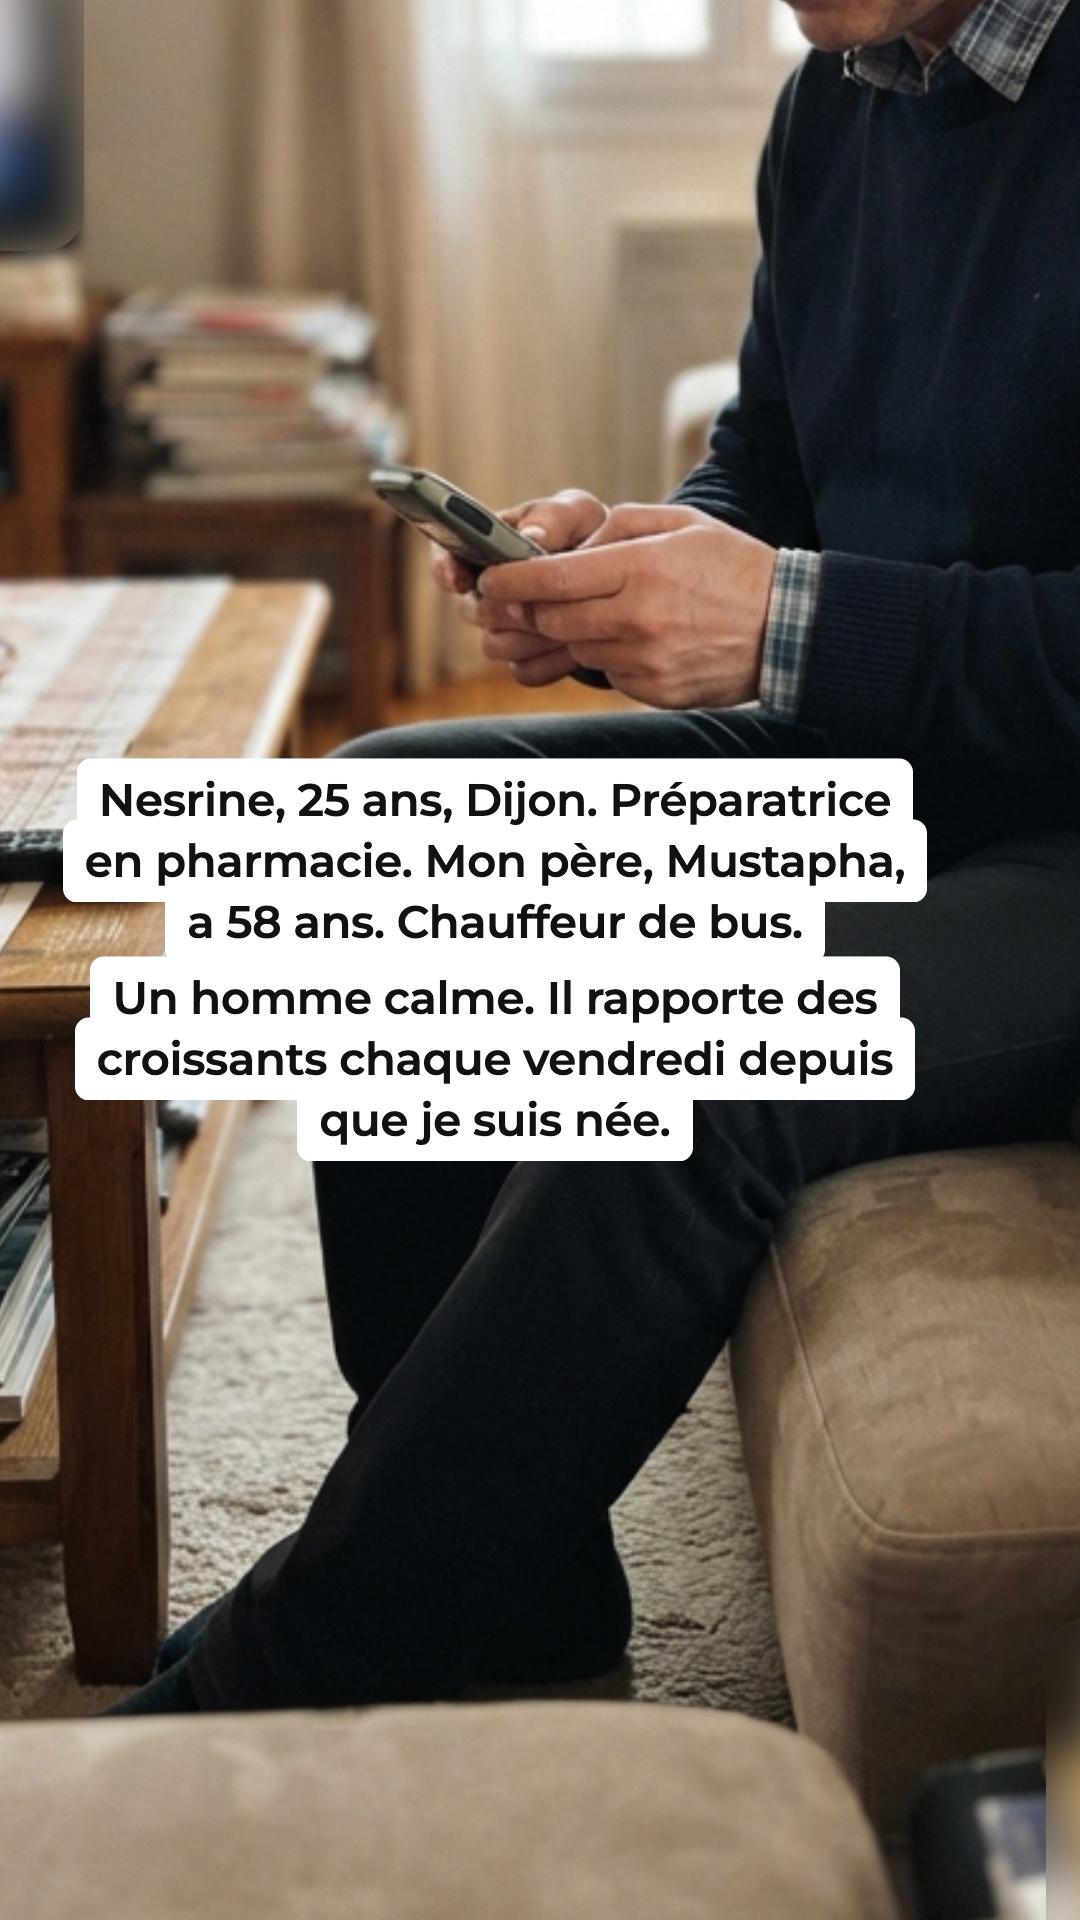 Nesrine, 25 ans, Dijon. Préparatrice
en pharmacie. Mon père, Mustapha,
a 58 ans. Chauffeur de bus.
Un homme calme. Il rapporte des
croissants chaque vendredi depuis
que je suis née.